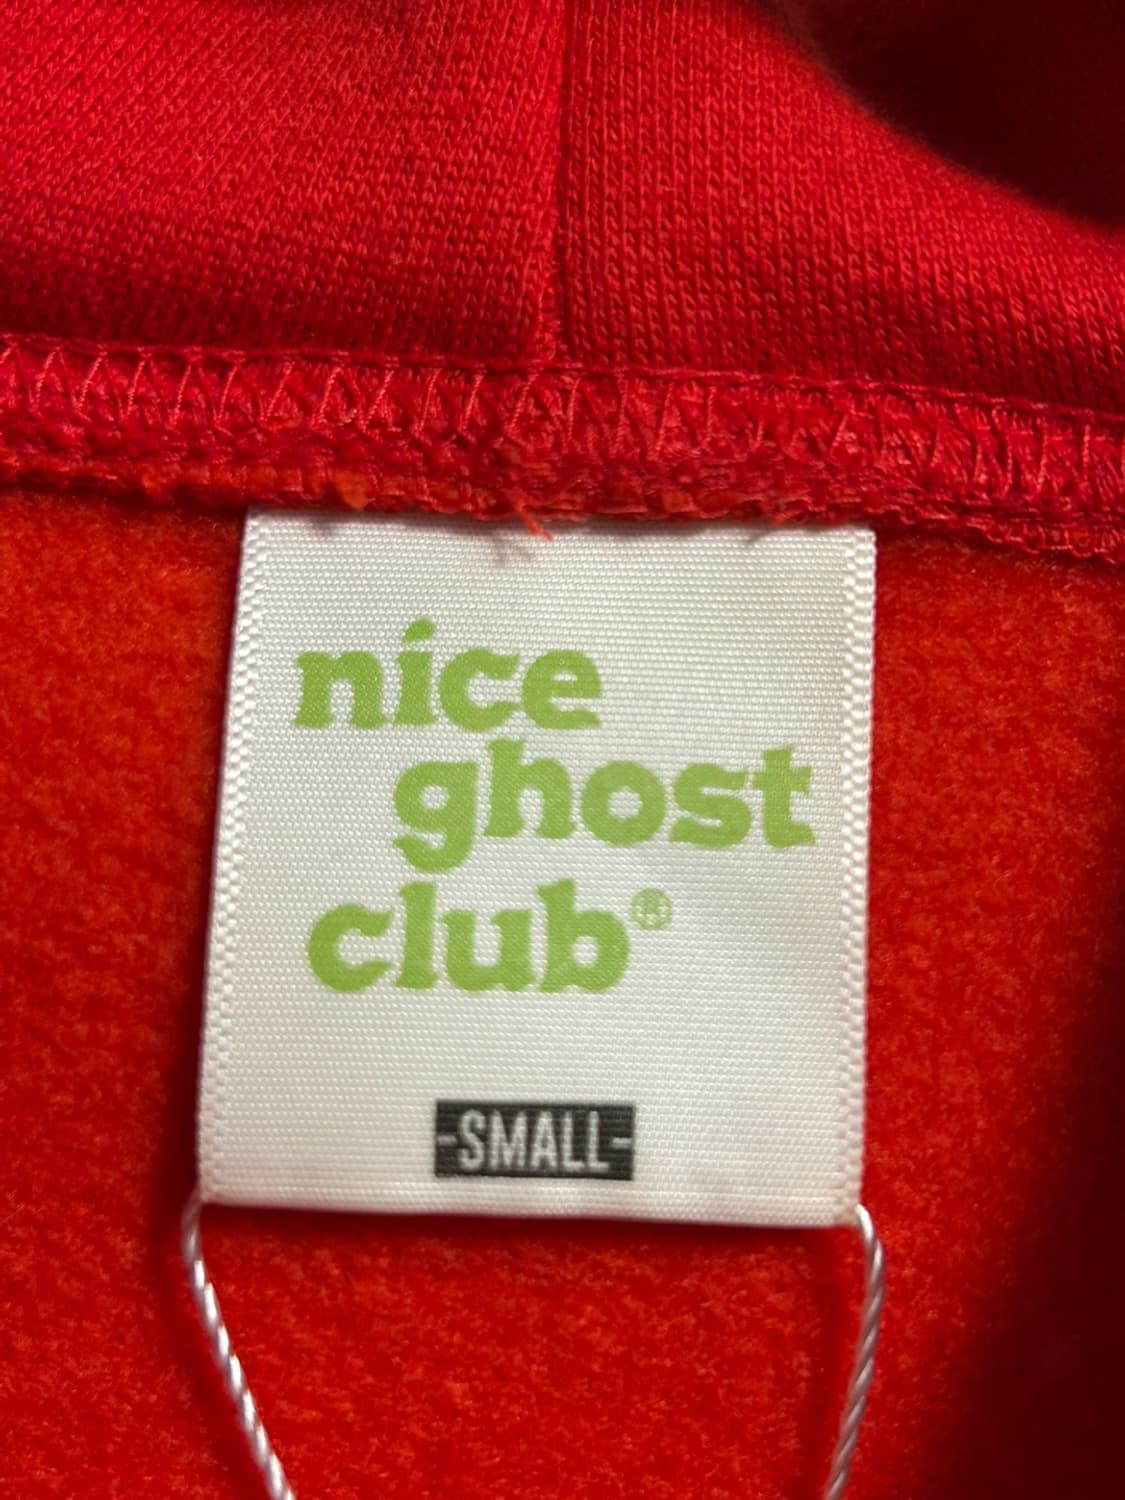 nice
ghost
club®
-SMALL-